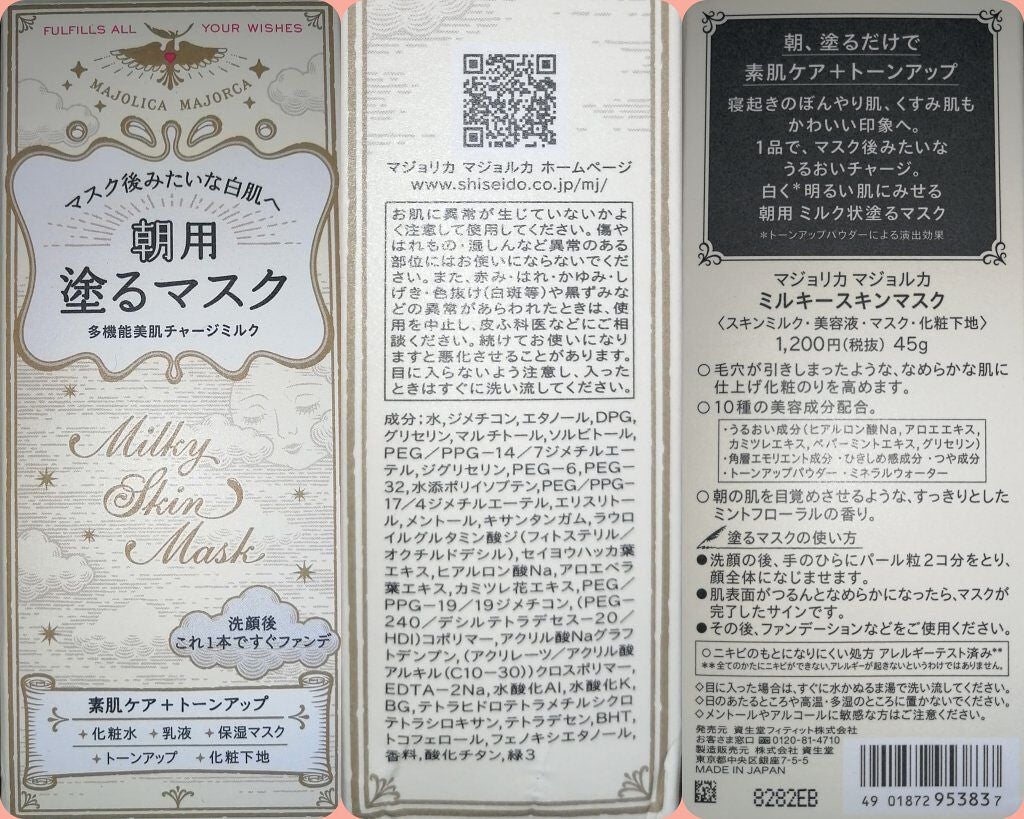 FULFILLS ALL YOUR WISHES
MAJOLICA MAJORCA
マスク後みたいな白肌へ
朝用
塗るマスク
多機能美肌チャージミルク
Milky
Skin
Mask
洗顔後
これ1本ですぐファンデ
素肌ケア＋トーンアップ
化粧水 乳液 保湿マスク
トーンアップ 化粧下地
マジョリカ マジョルカ ホームページ
www.shiseido.co.jp/mj/
お肌に異常が生じていないかよ
く注意して使用してください。傷や
はれもの・湿しんなど異常のある
部位にはお使いにならないでくだ
さい。また、赤み・はれ・かゆみ・し
げき・色抜け(白斑等)や黒ずみな
どの異常があらわれたときは、使
用を中止し、皮ふ科医などにご相
談ください。続けてお使いになり
ますと悪化させることがあります。
目に入らないよう注意し、入った
ときはすぐに洗い流してください。
成分:水,ジメチコン,エタノール,DPG,
グリセリン,マルチトール,ソルビトール,
PEG／PPG－14／7ジメチルエー
テル,ジグリセリン,PEG－6,PEG－
32,水添ポリイソブテン,PEG／PPG－
17／4ジメチルエーテル,エリスリトー
ル,メントール,キサンタンガム,ラウロ
イルグルタミン酸ジ(フィトステリル／
オクチルドデシル),セイヨウハッカ葉
エキス,ヒアルロン酸Na,アロエベラ
葉エキス,カミツレ花エキス,PEG／
PPG－19／19ジメチコン,(PEG－
240／デシルテトラデセス－20／
HDI)コポリマー,アクリル酸Naグラフ
トデンプン,(アクリレーツ／アクリル酸
アルキル(C10－30))クロスポリマー,
EDTA－2Na,水酸化Al,水酸化K,
BG,テトラヒドロテトラメチルシクロ
テトラシロキサン,テトラデセン,BHT,
トコフェロール,フェノキシエタノール,
香料,酸化チタン,緑3
朝、塗るだけで
素肌ケア＋トーンアップ
寝起きのぼんやり肌、くすみ肌も
かわいい印象へ。
1品で、マスク後みたいな
うるおいチャージ。
白く*明るい肌にみせる
朝用 ミルク状塗るマスク
*トーンアップパウダーによる演出効果
マジョリカ マジョルカ
ミルキースキンマスク
〈スキンミルク・美容液・マスク・化粧下地〉
1,200円(税抜) 45g
○毛穴が引きしまったような、なめらかな肌に
仕上げ化粧のりを高めます。
○10種の美容成分配合。
・うるおい成分(ヒアルロン酸Na、アロエエキス、
カミツレエキス、ペパーミントエキス、グリセリン)
・角層エモリエント成分・ひきしめ感成分・つや成分
・トーンアップパウダー・ミネラルウォーター
○朝の肌を目覚めさせるような、すっきりとした
ミントフローラルの香り。
塗るマスクの使い方
●洗顔の後、手のひらにパール粒2コ分をとり、
顔全体になじませます。
●肌表面がつるんとなめらかになったら、マスクが
完了したサインです。
●その後、ファンデーションなどをご使用ください。
○ニキビのもとになりにくい処方 アレルギーテスト済み**
**全てのかたにニキビができない、アレルギーが起きないというわけではありません。
◇目に入った場合は、すぐに水かぬるま湯で洗い流してください。
◇日のあたるところや高温・多湿のところに置かないでください。
◇メントールやアルコールに敏感な方はご注意ください。
発売元 資生堂フィティット株式会社
お客さま窓口 0120-81-4710
製造販売元 株式会社 資生堂
東京都中央区銀座7-5-5
MADE IN JAPAN
8282EB
4 901872 953837